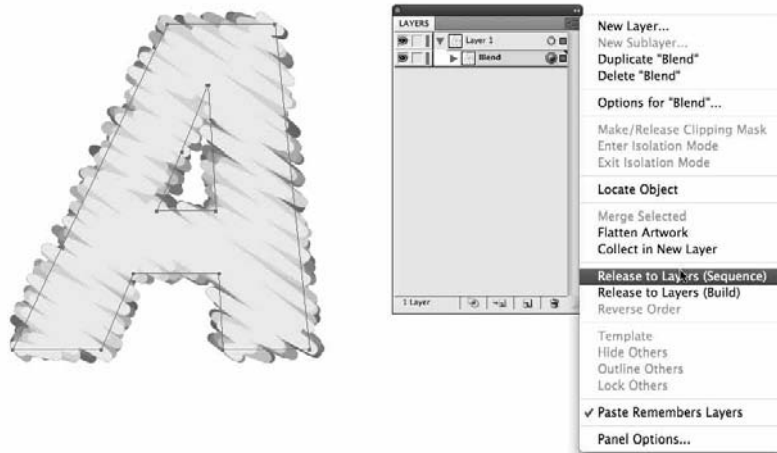 A
LAYERS
Layer 1
Blend
1 Layer
New Layer...
New Sublayer...
Duplicate "Blend"
Delete "Blend"
Options for "Blend"...
Make/Release Clipping Mask
Enter Isolation Mode
Exit Isolation Mode
Locate Object
Merge Selected
Flatten Artwork
Collect in New Layer
Release to Layers (Sequence)
Release to Layers (Build)
Reverse Order
Template
Hide Others
Outline Others
Lock Others
✓ Paste Remembers Layers
Panel Options...